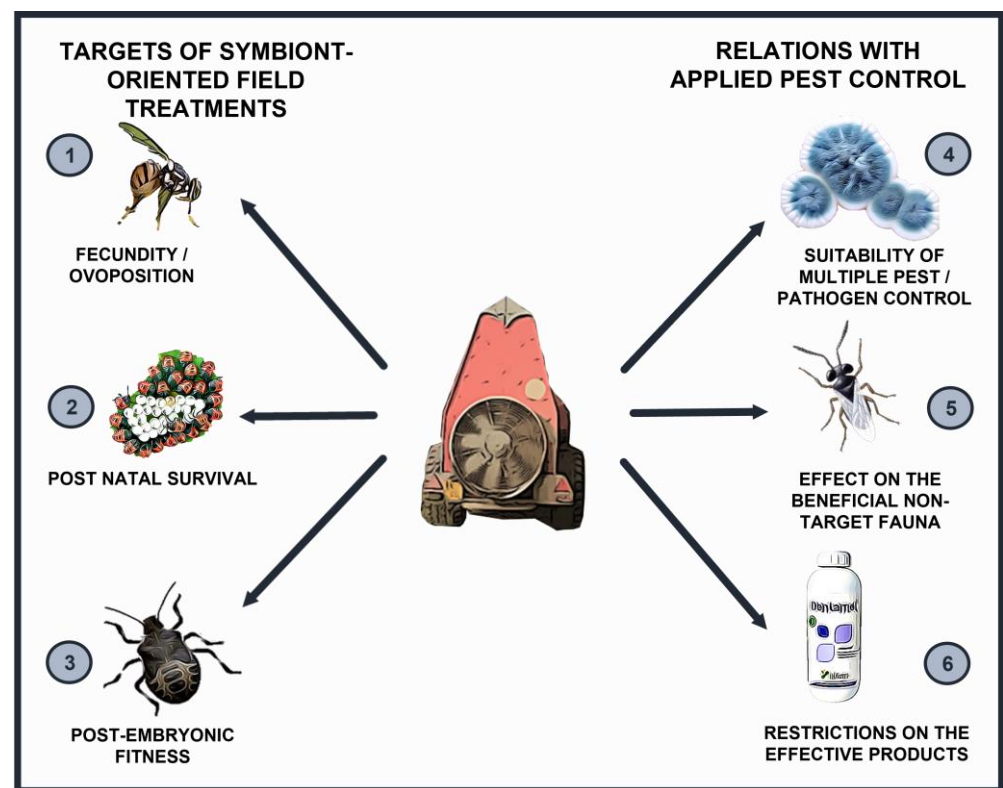 TARGETS OF SYMBIONT-
ORIENTED FIELD
TREATMENTS
1
FECUNDITY /
OVOPOSITION
2
POST NATAL SURVIVAL
3
POST-EMBRYONIC
FITNESS
RELATIONS WITH
APPLIED PEST CONTROL
4
SUITABILITY OF
MULTIPLE PEST /
PATHOGEN CONTROL
5
EFFECT ON THE
BENEFICIAL NON-
TARGET FAUNA
6
RESTRICTIONS ON THE
EFFECTIVE PRODUCTS